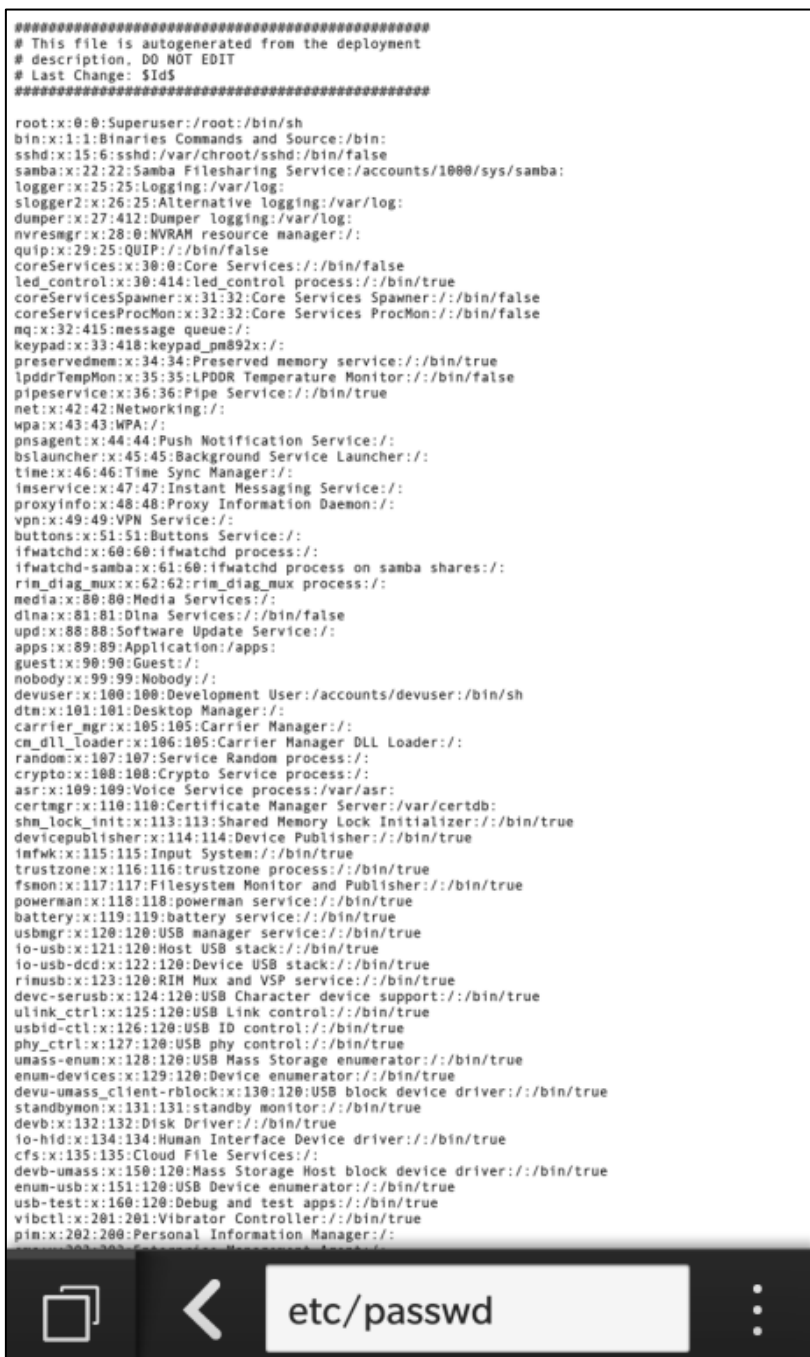 ##################################################
# This file is autogenerated from the deployment
# description, DO NOT EDIT
# Last Change: $Id$
##################################################
root:x:0:0:Superuser:/root:/bin/sh
bin:x:1:1:Binaries Commands and Source:/bin:
sshd:x:15:6:sshd:/var/chroot/sshd:/bin/false
samba:x:22:22:Samba Filesharing Service:/accounts/1000/sys/samba:
logger:x:25:25:Logging:/var/log:
slogger2:x:26:25:Alternative logging:/var/log:
dumper:x:27:412:Dumper logging:/var/log:
nvresmgr:x:28:0:NVRAM resource manager:/:
quip:x:29:25:QUIP:/:/bin/false
coreServices:x:30:0:Core Services:/:/bin/false
led_control:x:30:414:led_control process:/:/bin/true
coreServicesSpawner:x:31:32:Core Services Spawner:/:/bin/false
coreServicesProcMon:x:32:32:Core Services ProcMon:/:/bin/false
mq:x:32:415:message queue:/:
keypad:x:33:418:keypad_pm892x:/:
preservedmem:x:34:34:Preserved memory service:/:/bin/true
lpddrTempMon:x:35:35:LPDDR Temperature Monitor:/:/bin/false
pipeservice:x:36:36:Pipe Service:/:/bin/true
net:x:42:42:Networking:/:
wpa:x:43:43:WPA:/:
pnsagent:x:44:44:Push Notification Service:/:
bslauncher:x:45:45:Background Service Launcher:/:
time:x:46:46:Time Sync Manager:/:
imservice:x:47:47:Instant Messaging Service:/:
proxyinfo:x:48:48:Proxy Information Daemon:/:
vpn:x:49:49:VPN Service:/:
buttons:x:51:51:Buttons Service:/:
ifwatchd:x:60:60:ifwatchd process:/:
ifwatchd-samba:x:61:60:ifwatchd process on samba shares:/:
rim_diag_mux:x:62:62:rim_diag_mux process:/:
media:x:80:80:Media Services:/:
dlna:x:81:81:Dlna Services:/:/bin/false
upd:x:88:88:Software Update Service:/:
apps:x:89:89:Application:/apps:
guest:x:90:90:Guest:/:
nobody:x:99:99:Nobody:/:
devuser:x:100:100:Development User:/accounts/devuser:/bin/sh
dtm:x:101:101:Desktop Manager:/:
carrier_mgr:x:105:105:Carrier Manager:/:
cm_dll_loader:x:106:105:Carrier Manager DLL Loader:/:
random:x:107:107:Service Random process:/:
crypto:x:108:108:Crypto Service process:/:
asr:x:109:109:Voice Service process:/var/asr:
certmgr:x:110:110:Certificate Manager Server:/var/certdb:
shm_lock_init:x:113:113:Shared Memory Lock Initializer:/:/bin/true
devicepublisher:x:114:114:Device Publisher:/:/bin/true
imfwk:x:115:115:Input System:/:/bin/true
trustzone:x:116:116:trustzone process:/:/bin/true
fsmon:x:117:117:Filesystem Monitor and Publisher:/:/bin/true
powerman:x:118:118:powerman service:/:/bin/true
battery:x:119:119:battery service:/:/bin/true
usbmgr:x:120:120:USB manager service:/:/bin/true
io-usb:x:121:120:Host USB stack:/:/bin/true
io-usb-dcd:x:122:120:Device USB stack:/:/bin/true
rimusb:x:123:120:RIM Mux and VSP service:/:/bin/true
devc-serusb:x:124:120:USB Character device support:/:/bin/true
ulink_ctrl:x:125:120:USB Link control:/:/bin/true
usbid-ctl:x:126:120:USB ID control:/:/bin/true
phy_ctrl:x:127:120:USB phy control:/:/bin/true
umass-enum:x:128:120:USB Mass Storage enumerator:/:/bin/true
enum-devices:x:129:120:Device enumerator:/:/bin/true
devu-umass_client-rblock:x:130:120:USB block device driver:/:/bin/true
standbymon:x:131:131:standby monitor:/:/bin/true
devb:x:132:132:Disk Driver:/:/bin/true
io-hid:x:134:134:Human Interface Device driver:/:/bin/true
cfs:x:135:135:Cloud File Services:/:
devb-umass:x:150:120:Mass Storage Host block device driver:/:/bin/true
enum-usb:x:151:120:USB Device enumerator:/:/bin/true
usb-test:x:160:120:Debug and test apps:/:/bin/true
vibctl:x:201:201:Vibrator Controller:/:/bin/true
pim:x:202:200:Personal Information Manager:/:
etc/passwd